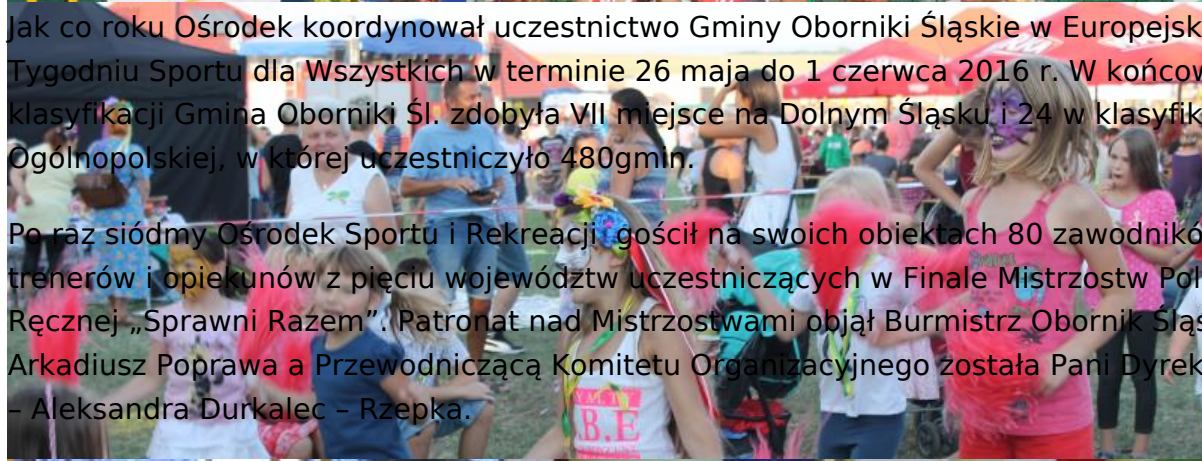 Jak co roku Ośrodek koordynował uczestnictwo Gminy Oborniki Śląskie w Europejsk
Tygodniu Sportu dla Wszystkich w terminie 26 maja do 1 czerwca 2016 r. W końcow
klasyfikacji Gmina Oborniki Śl. zdobyła VII miejsce na Dolnym Śląsku i 24 w klasyfik
Ogólnopolskiej, w której uczestniczyło 480gmin.
Po raz siódmy Ośrodek Sportu i Rekreacji gościł na swoich obiektach 80 zawodnikó
trenerów i opiekunów z pięciu województw uczestniczących w Finale Mistrzostw Pol
Ręcznej „Sprawni Razem”. Patronat nad Mistrzostwami objął Burmistrz Obornik Śląs
Arkadiusz Poprawa a Przewodniczącą Komitetu Organizacyjnego została Pani Dyrek
– Aleksandra Durkalec – Rzepka.
B.E